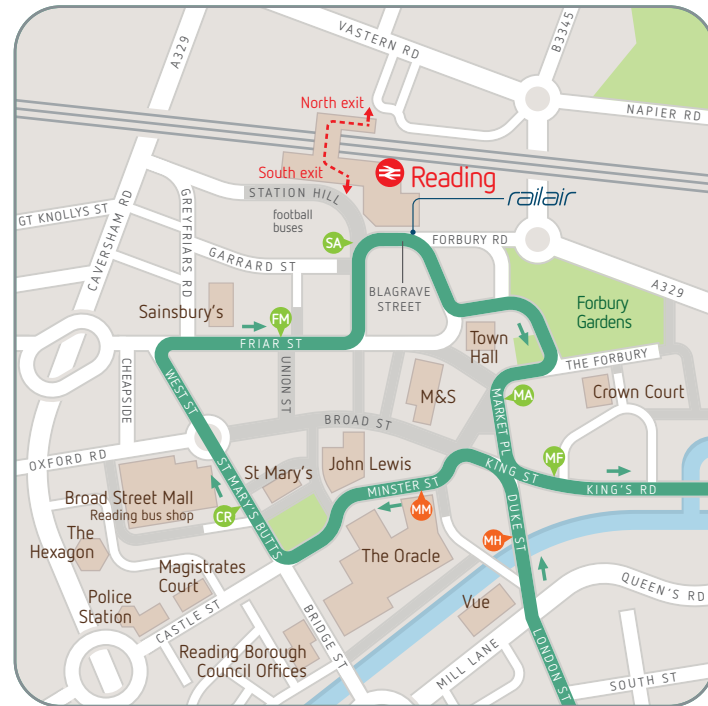 VASTERN RD
B3345
A329
NAPIER RD
North exit
South exit
Reading
railair
STATION HILL
football
buses
GT KNOLLYS ST
GREYFRIARS RD
CAVERSHAM RD
SA
FORBURY RD
GARRARD ST
BLAGRAVE
STREET
A329
Sainsbury's
FM
FRIAR ST
Town
Hall
Forbury
Gardens
THE FORBURY
CHEAPSIDE
WEST ST
UNION ST
M&S
MA
Crown Court
MARKET PL
BROAD ST
OXFORD RD
St Mary's
John Lewis
KING ST
MF
KING'S RD
Broad Street Mall
Reading bus shop
CR
ST MARY'S BUTTS
MINSTER ST
MM
DUKE ST
MH
The
Hexagon
Magistrates
Court
The Oracle
Police
Station
CASTLE ST
Vue
QUEEN'S RD
BRIDGE ST
Reading Borough
Council Offices
MILL LANE
LONDON ST
SOUTH ST